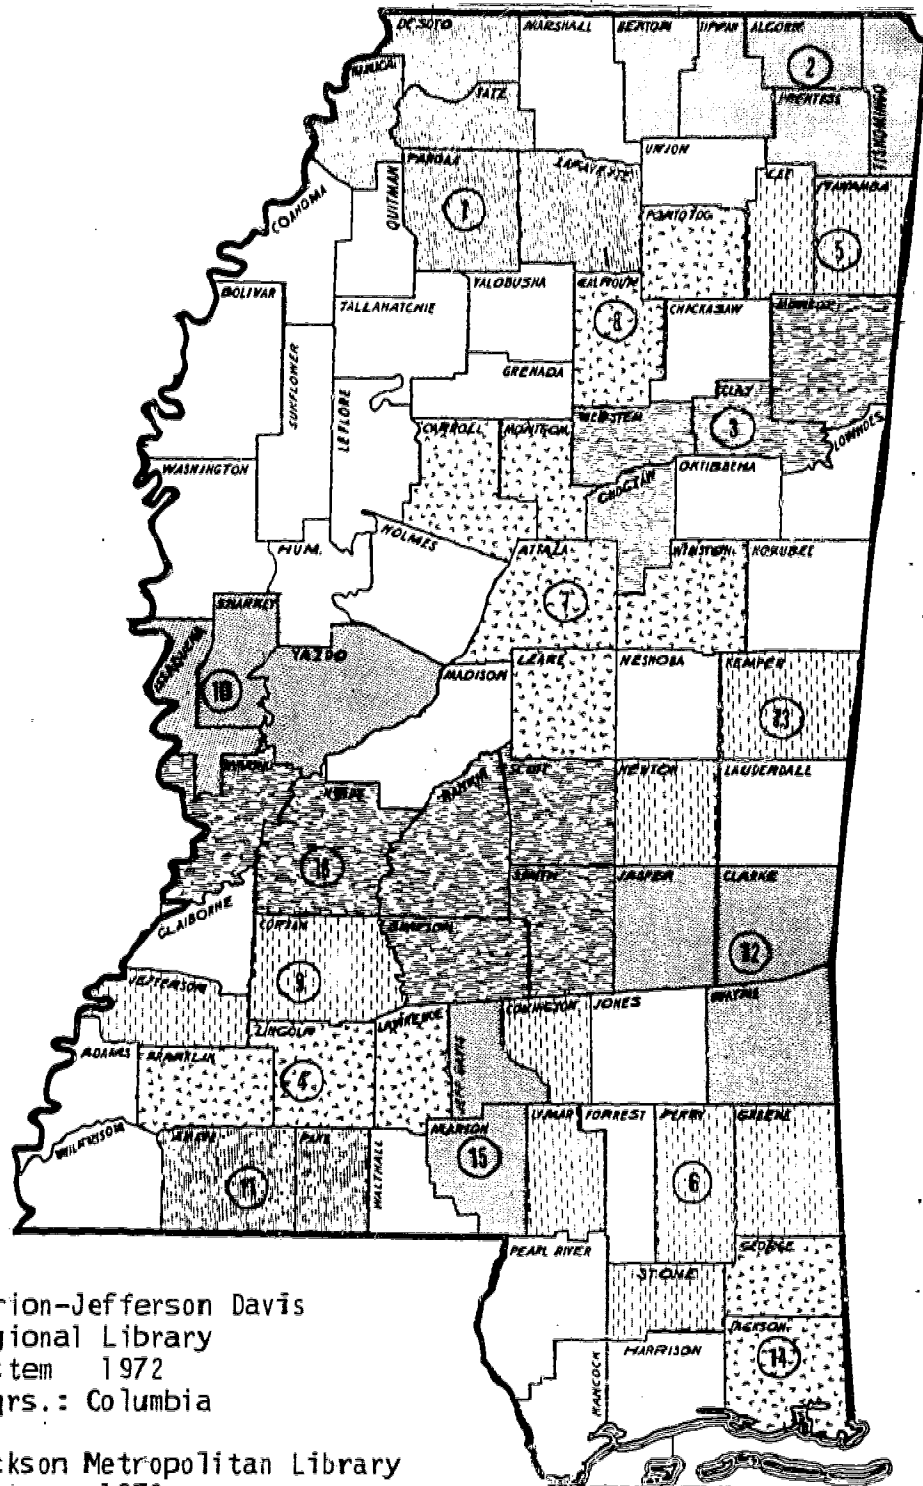 DE SOTO
MARSHALL
BENTON
TIPPAH
ALCORN
2
TUNICA
TATE
PRENTISS
TISHOMINGO
UNION
PANOLA
LAFAYETTE
LEE
ITAWAMBA
COAHOMA
QUITMAN
1
PONTOTOC
5
BOLIVAR
TALLAHATCHIE
YALOBUSHA
CALHOUN
CHICKASAW
MONROE
8
SUNFLOWER
GRENADA
LEFLORE
CLAY
WEBSTER
3
LOWNDES
CARROLL
MONTGOM.
WASHINGTON
OKTIBBEHA
CHOCTAW
HUM.
HOLMES
ATTALA
WINSTON
NOXUBEE
7
SHARKEY
ISSAQUENA
YAZOO
10
MADISON
LEAKE
NESHOBA
KEMPER
13
HINDS
RANKIN
SCOTT
NEWTON
LAUDERDALL
16
SMITH
JASPER
CLARKE
CLAIBORNE
COPIAH
SIMPSON
12
9
JEFFERSON
LINCOLN
LAWRENCE
COVINGTON
JONES
WAYNE
ADAMS
FRANKLIN
JEFF DAVIS
4
WILKINSON
AMITE
PIKE
WALTHALL
MARION
LAMAR
FORREST
PERRY
GREENE
11
15
6
PEARL RIVER
GEORGE
STONE
HANCOCK
HARRISON
JACKSON
14
rion-Jefferson Davis
gional Library
tem 1972
qrs.: Columbia
ckson Metropolitan Library